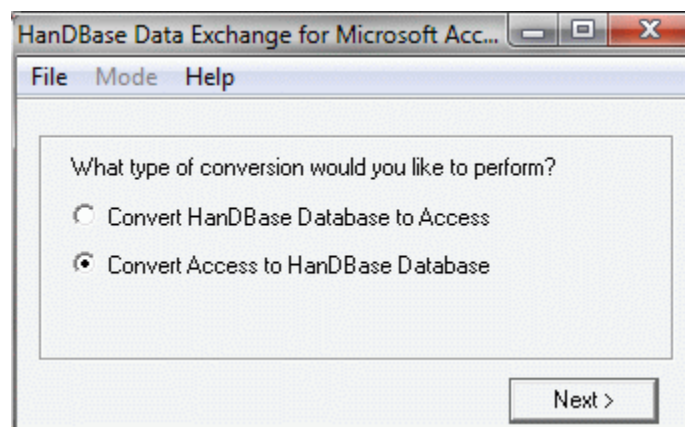 HanDBase Data Exchange for Microsoft Acc...
File Mode Help
What type of conversion would you like to perform?
Convert HanDBase Database to Access
Convert Access to HanDBase Database
Next >